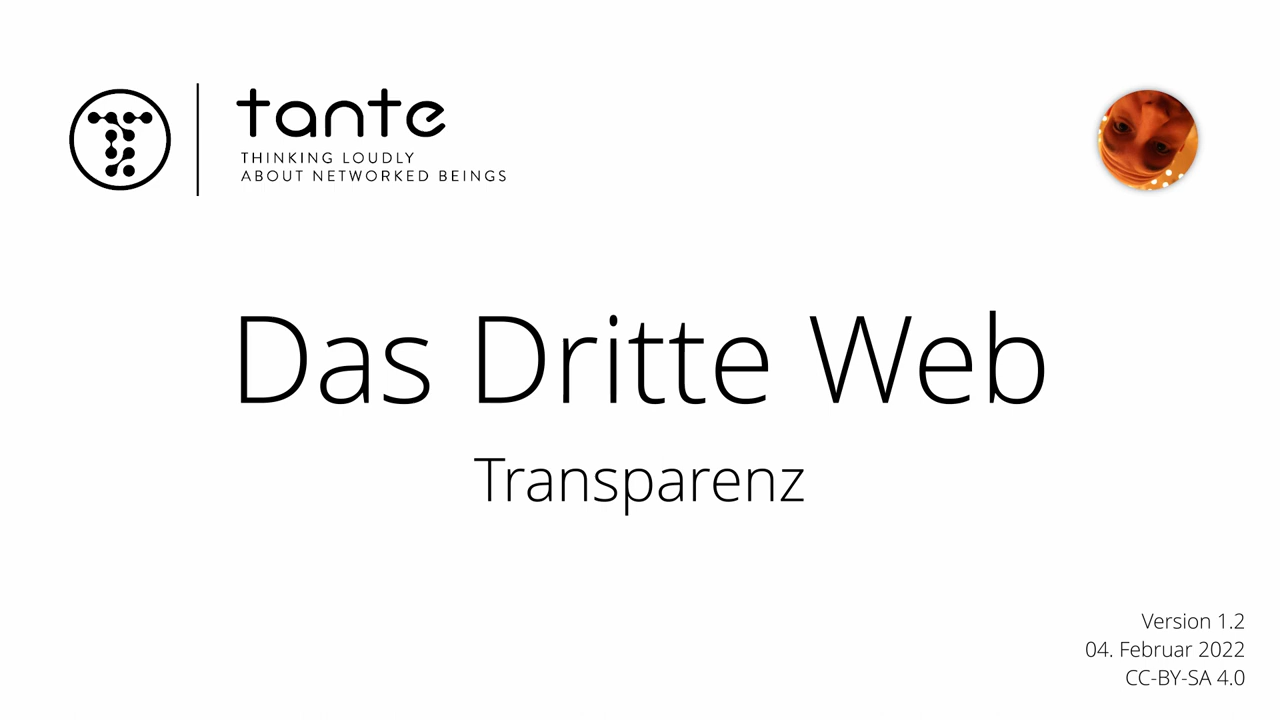 tante
THINKING LOUDLY
ABOUT NETWORKED BEINGS
Das Dritte Web
Transparenz
Version 1.2
04. Februar 2022
CC-BY-SA 4.0